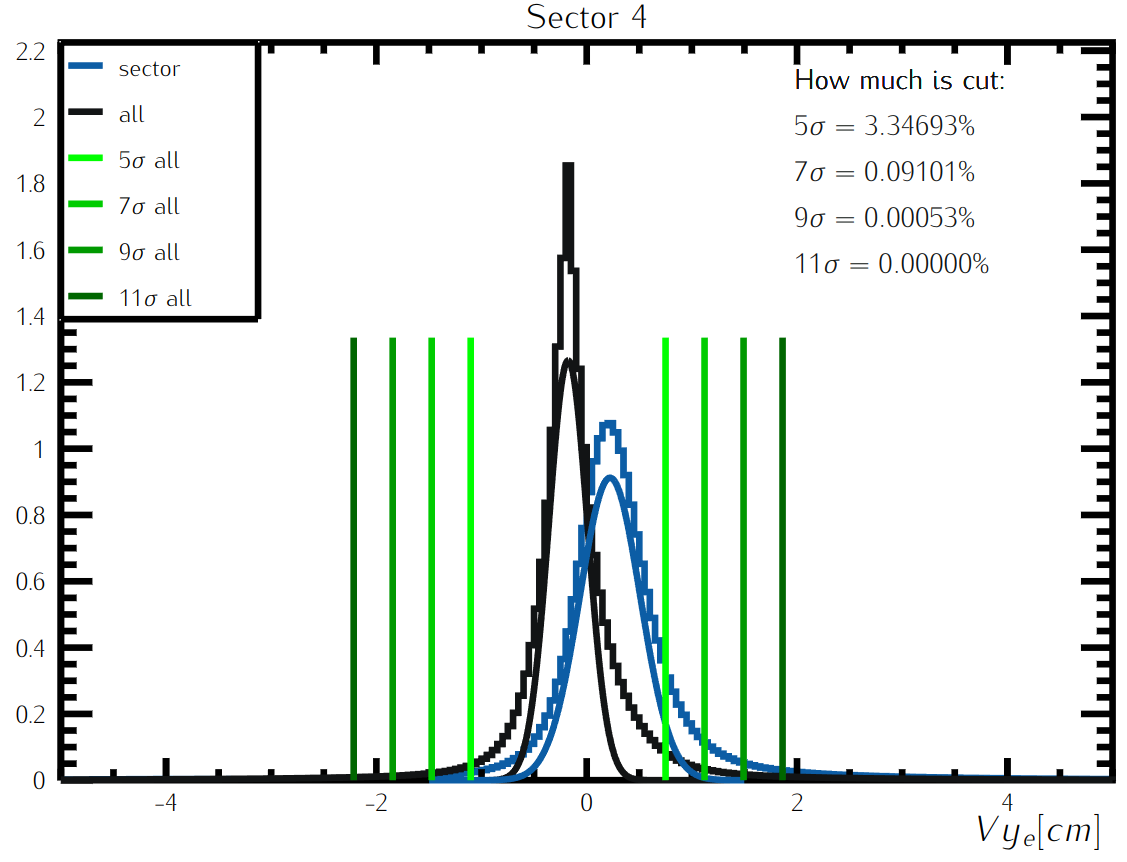 Sector 4
2.2
2
1.8
1.6
1.4
1.2
1
0.8
0.6
0.4
0.2
0
sector
all
5σ all
7σ all
9σ all
11σ all
How much is cut:
5σ = 3.34693%
7σ = 0.09101%
9σ = 0.00053%
11σ = 0.00000%
-4 -2 0 2 4
Vyₑ[cm]